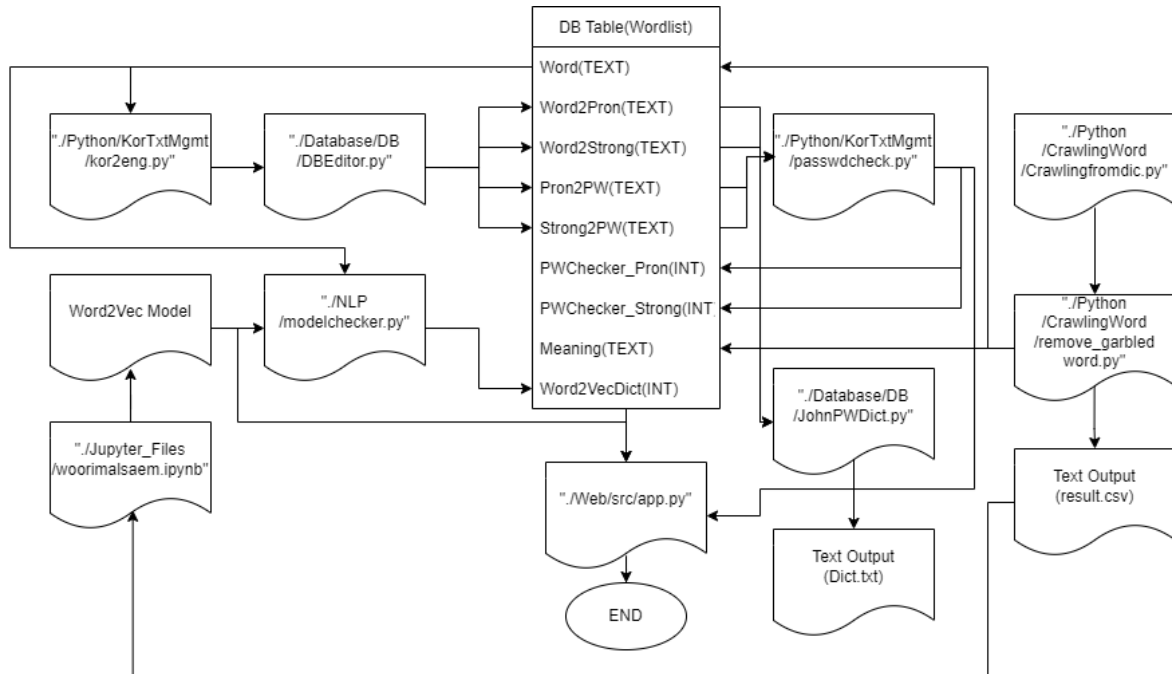 DB Table(Wordlist)
Word(TEXT)
Word2Pron(TEXT)
Word2Strong(TEXT)
Pron2PW(TEXT)
Strong2PW(TEXT)
PWChecker_Pron(INT)
PWChecker_Strong(INT)
Meaning(TEXT)
Word2VecDict(INT)
"./Python/KorTxtMgmt
/kor2eng.py"
"./Database/DB
/DBEditor.py"
"./Python/KorTxtMgmt
/passwdcheck.py"
"./Python
/CrawlingWord
/Crawlingfromdic.py"
Word2Vec Model
"./NLP
/modelchecker.py"
"./Python
/CrawlingWord
/remove_garbled
word.py"
"./Jupyter_Files
/woorimalsaem.ipynb"
"./Database/DB
/JohnPWDict.py"
"./Web/src/app.py"
Text Output
(result.csv)
Text Output
(Dict.txt)
END